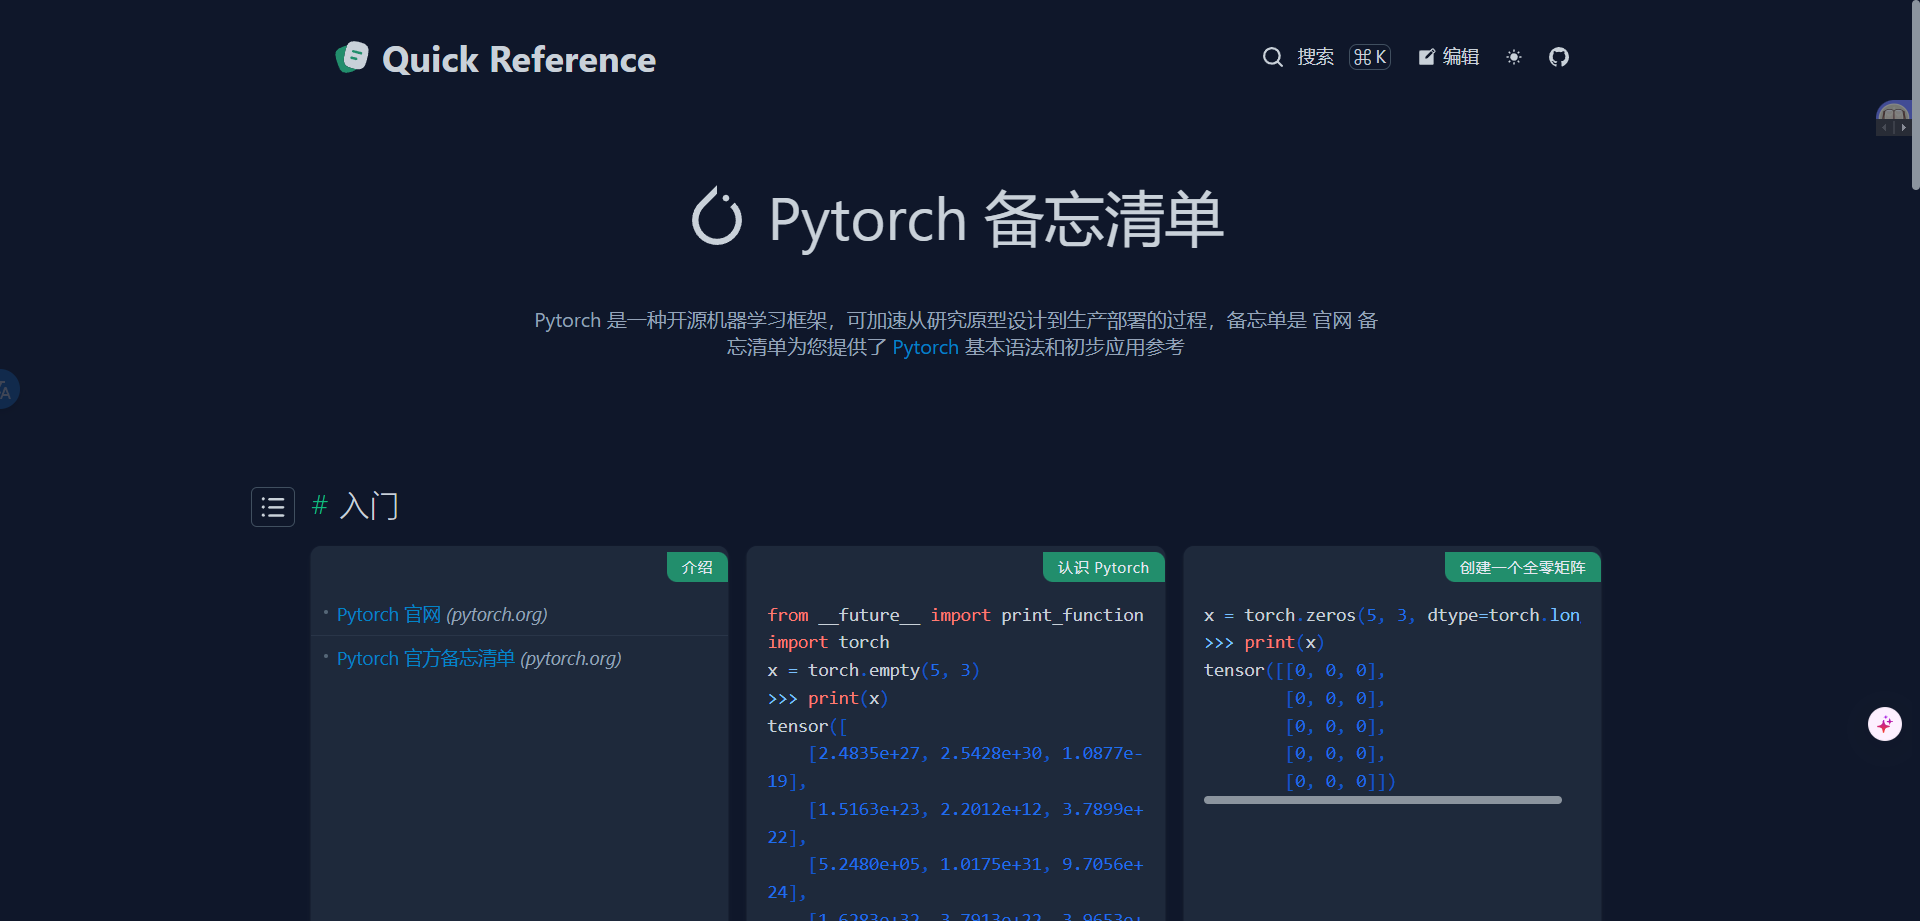 Quick Reference
搜索 ⌘K 编辑
Pytorch 备忘清单
Pytorch 是一种开源机器学习框架，可加速从研究原型设计到生产部署的过程，备忘单是 官网 备
忘清单为您提供了 Pytorch 基本语法和初步应用参考
# 入门
介绍
Pytorch 官网 (pytorch.org)
Pytorch 官方备忘清单 (pytorch.org)
认识 Pytorch
from __future__ import print_function
import torch
x = torch.empty(5, 3)
>>> print(x)
tensor([
[2.4835e+27, 2.5428e+30, 1.0877e-
19],
[1.5163e+23, 2.2012e+12, 3.7899e+
22],
[5.2480e+05, 1.0175e+31, 9.7056e+
24],
[1.6283e+32, 3.7913e+22, 3.9653e+
创建一个全零矩阵
x = torch.zeros(5, 3, dtype=torch.lon
>>> print(x)
tensor([[0, 0, 0],
[0, 0, 0],
[0, 0, 0],
[0, 0, 0],
[0, 0, 0]])